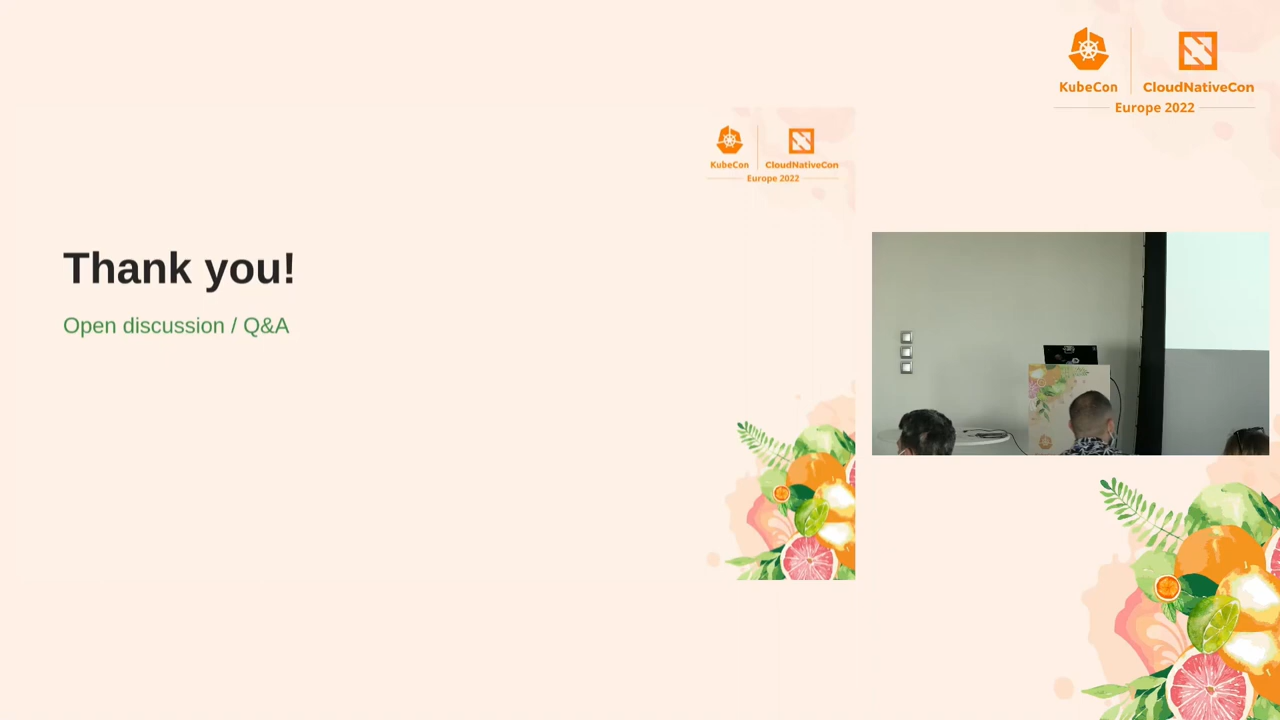 KubeCon
CloudNativeCon
Europe 2022
KubeCon
CloudNativeCon
Europe 2022
Thank you!
Open discussion / Q&A